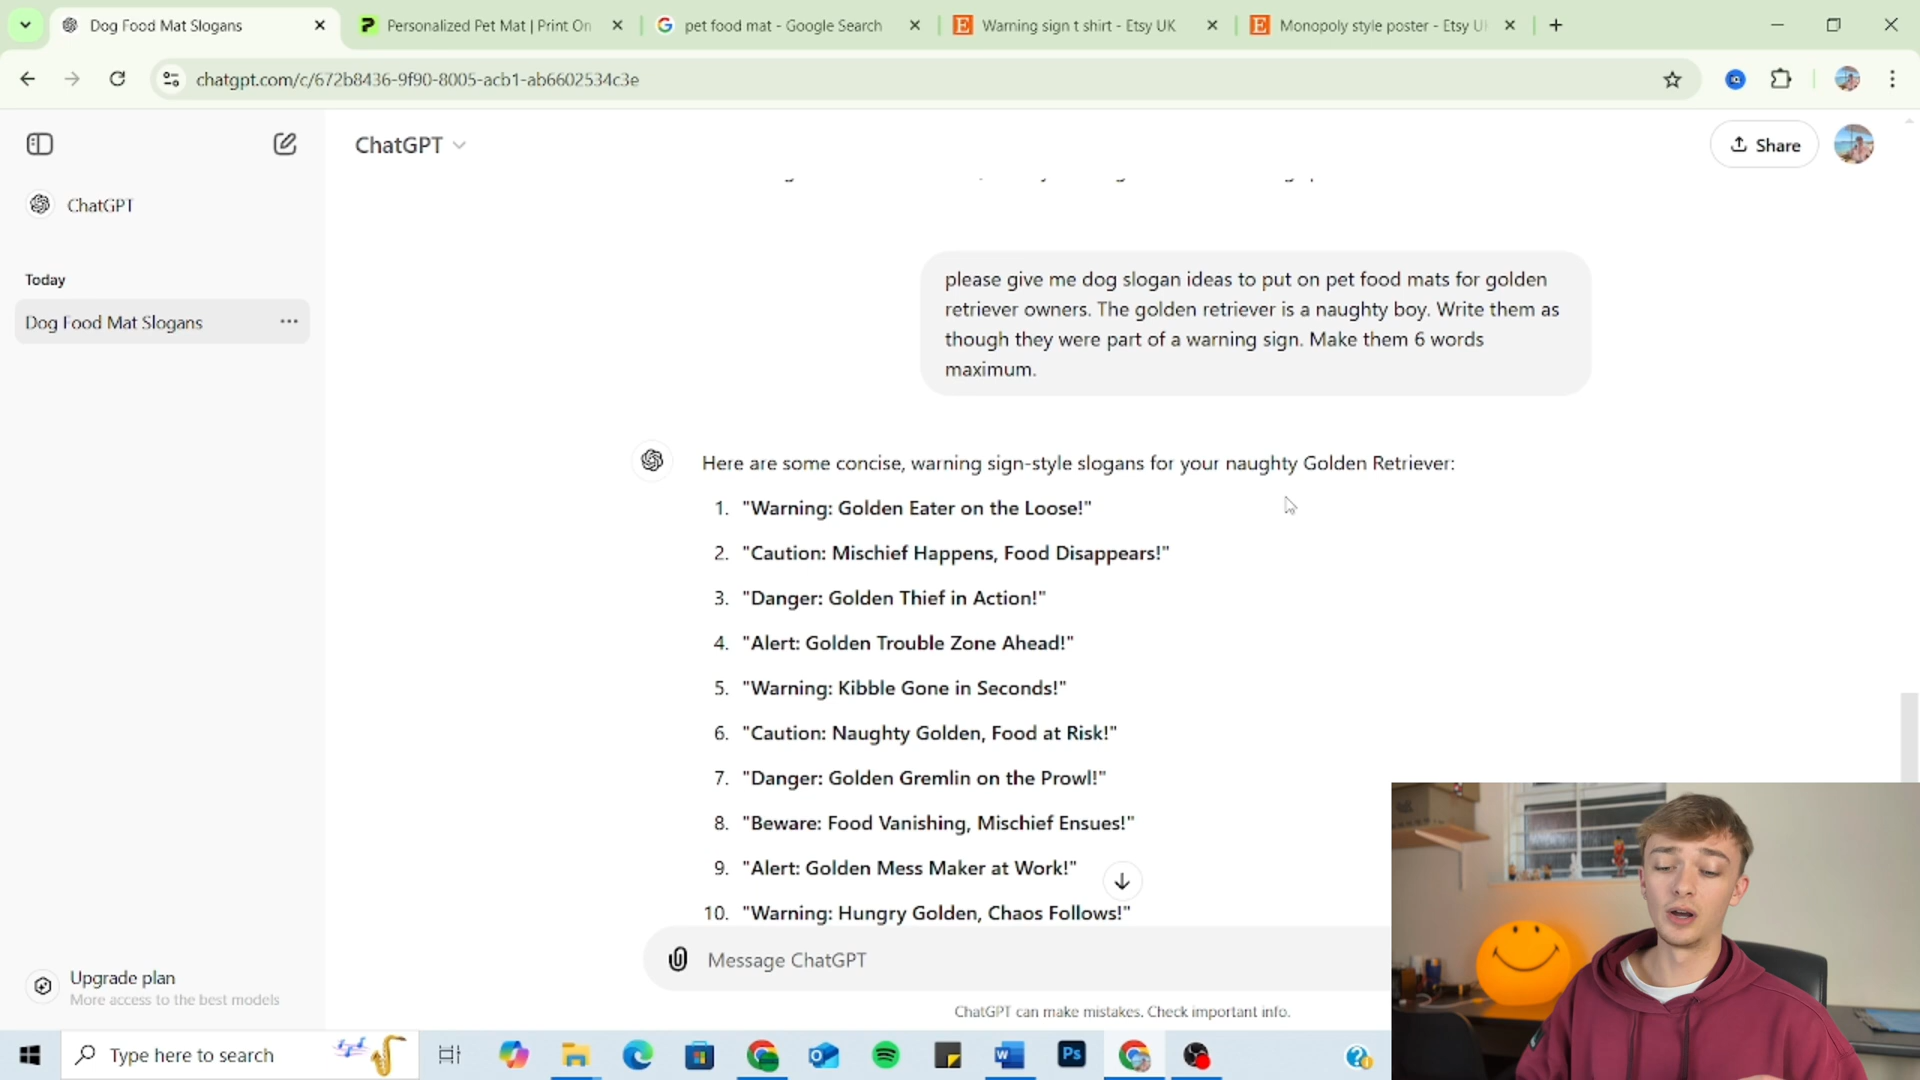 Dog Food Mat Slogans
Personalized Pet Mat | Print On
pet food mat - Google Search
Warning sign t shirt - Etsy UK
Monopoly style poster - Etsy U
chatgpt.com/c/672b8436-9f90-8005-acb1-ab6602534c3e
ChatGPT
Share
ChatGPT
Today
Dog Food Mat Slogans
please give me dog slogan ideas to put on pet food mats for golden
retriever owners. The golden retriever is a naughty boy. Write them as
though they were part of a warning sign. Make them 6 words
maximum.
Here are some concise, warning sign-style slogans for your naughty Golden Retriever:
1. "Warning: Golden Eater on the Loose!"
2. "Caution: Mischief Happens, Food Disappears!"
3. "Danger: Golden Thief in Action!"
4. "Alert: Golden Trouble Zone Ahead!"
5. "Warning: Kibble Gone in Seconds!"
6. "Caution: Naughty Golden, Food at Risk!"
7. "Danger: Golden Gremlin on the Prowl!"
8. "Beware: Food Vanishing, Mischief Ensues!"
9. "Alert: Golden Mess Maker at Work!"
10. "Warning: Hungry Golden, Chaos Follows!"
Message ChatGPT
ChatGPT can make mistakes. Check important info.
Upgrade plan
More access to the best models
Type here to search
Ps